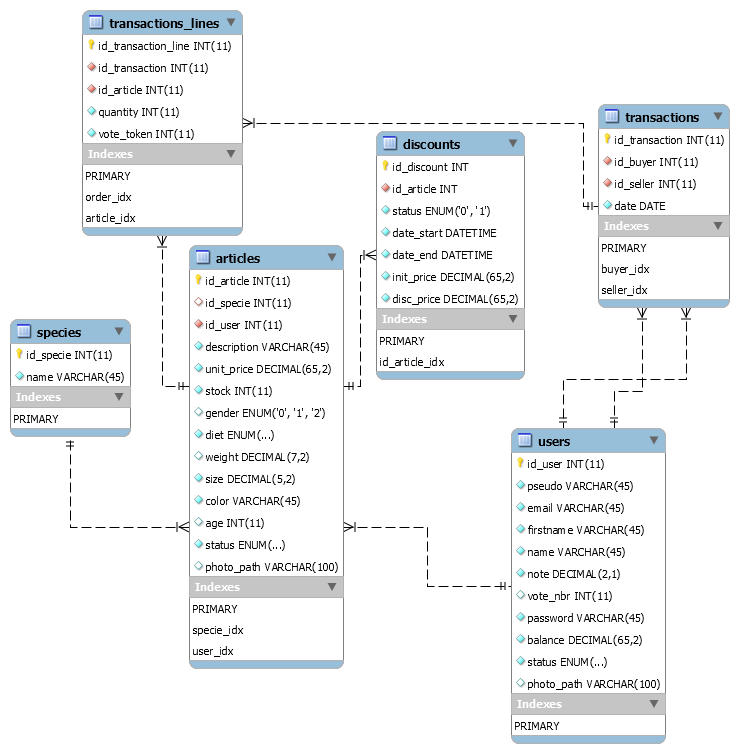 transactions_lines
id_transaction_line INT(11)
id_transaction INT(11)
id_article INT(11)
quantity INT(11)
vote_token INT(11)
Indexes
PRIMARY
order_idx
article_idx
discounts
id_discount INT
id_article INT
status ENUM('0', '1')
date_start DATETIME
date_end DATETIME
init_price DECIMAL(65,2)
disc_price DECIMAL(65,2)
Indexes
PRIMARY
id_article_idx
transactions
id_transaction INT(11)
id_buyer INT(11)
id_seller INT(11)
date DATE
Indexes
PRIMARY
buyer_idx
seller_idx
articles
id_article INT(11)
id_specie INT(11)
id_user INT(11)
description VARCHAR(45)
unit_price DECIMAL(65,2)
stock INT(11)
gender ENUM('0', '1', '2')
diet ENUM(...)
weight DECIMAL(7,2)
size DECIMAL(5,2)
color VARCHAR(45)
age INT(11)
status ENUM(...)
photo_path VARCHAR(100)
Indexes
PRIMARY
specie_idx
user_idx
species
id_specie INT(11)
name VARCHAR(45)
Indexes
PRIMARY
users
id_user INT(11)
pseudo VARCHAR(45)
email VARCHAR(45)
firstname VARCHAR(45)
name VARCHAR(45)
note DECIMAL(2,1)
vote_nbr INT(11)
password VARCHAR(45)
balance DECIMAL(65,2)
status ENUM(...)
photo_path VARCHAR(100)
Indexes
PRIMARY